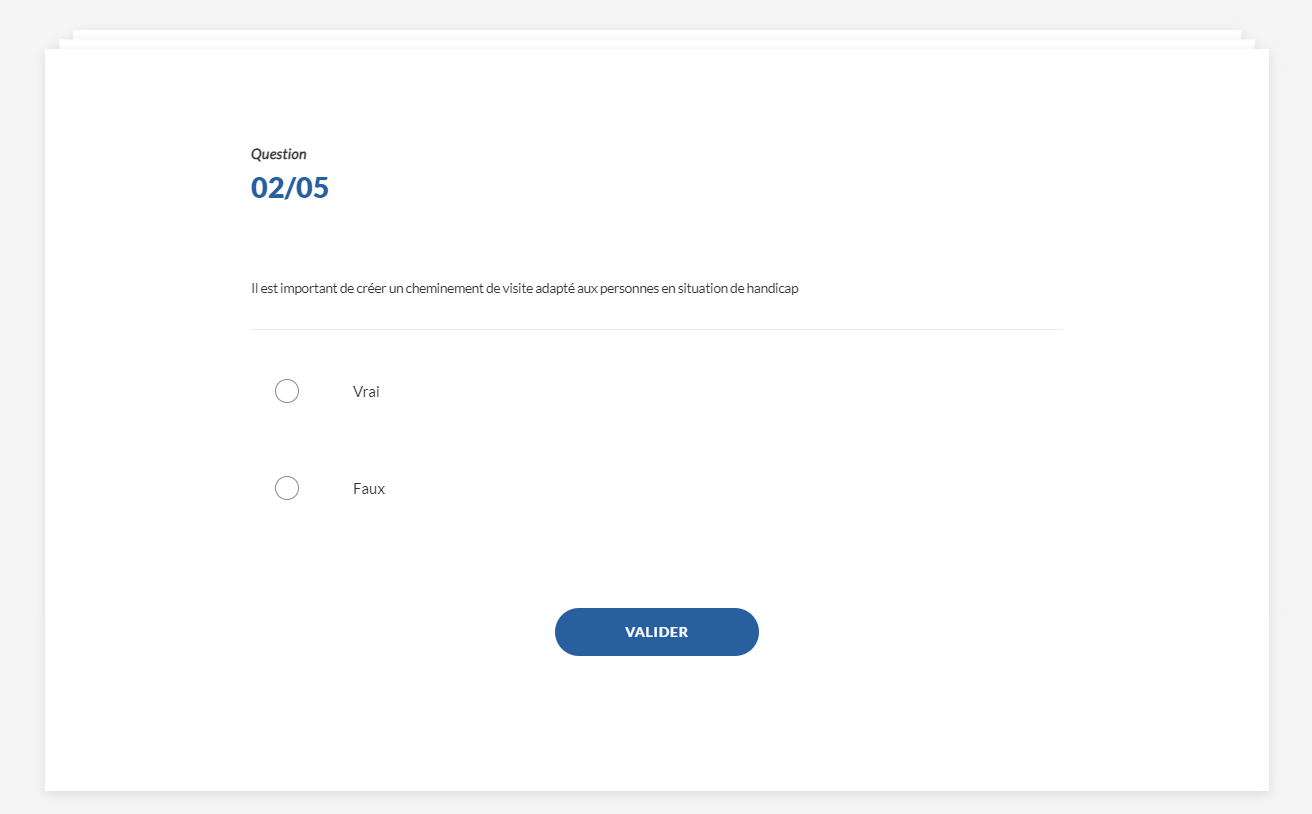 Question
02/05
Il est important de créer un cheminement de visite adapté aux personnes en situation de handicap
Vrai
Faux
VALIDER